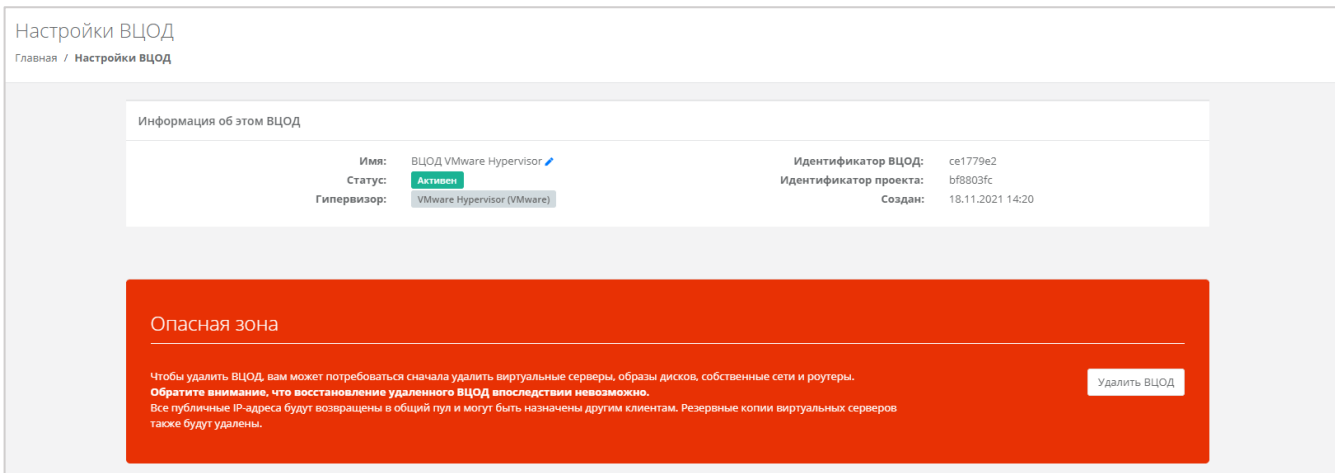 Настройки ВЦОД
Главная / Настройки ВЦОД
Информация об этом ВЦОД
Имя: ВЦОД VMware Hypervisor Идентификатор ВЦОД: ce1779e2
Статус: Активен Идентификатор проекта: bf8803fc
Гипервизор: VMware Hypervisor (VMware) Создан: 18.11.2021 14:20
Опасная зона
Чтобы удалить ВЦОД, вам может потребоваться сначала удалить виртуальные серверы, образы дисков, собственные сети и роутеры.
Обратите внимание, что восстановление удаленного ВЦОД впоследствии невозможно.
Все публичные IP-адреса будут возвращены в общий пул и могут быть назначены другим клиентам. Резервные копии виртуальных серверов
также будут удалены.
Удалить ВЦОД